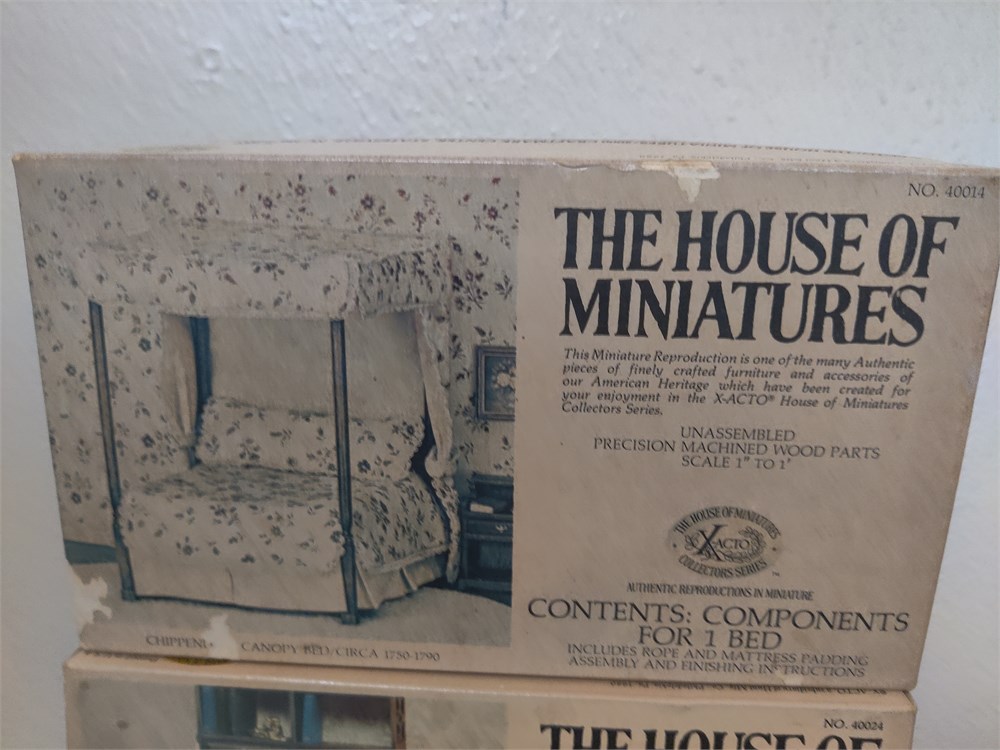 NO. 40014
THE HOUSE OF
MINIATURES
This Miniature Reproduction is one of the many Authentic
pieces of finely crafted furniture and accessories of
our American Heritage which have been created for
your enjoyment in the X-ACTO® House of Miniatures
Collectors Series.
UNASSEMBLED
PRECISION MACHINED WOOD PARTS
SCALE 1" TO 1'
THE HOUSE OF MINIATURES
X-ACTO
COLLECTORS SERIES
™
AUTHENTIC REPRODUCTIONS IN MINIATURE
CONTENTS: COMPONENTS
FOR 1 BED
INCLUDES ROPE AND MATTRESS PADDING
ASSEMBLY AND FINISHING INSTRUCTIONS
CANOPY BED/CIRCA 1750-1790
NO. 40024
THE HOUSE OF